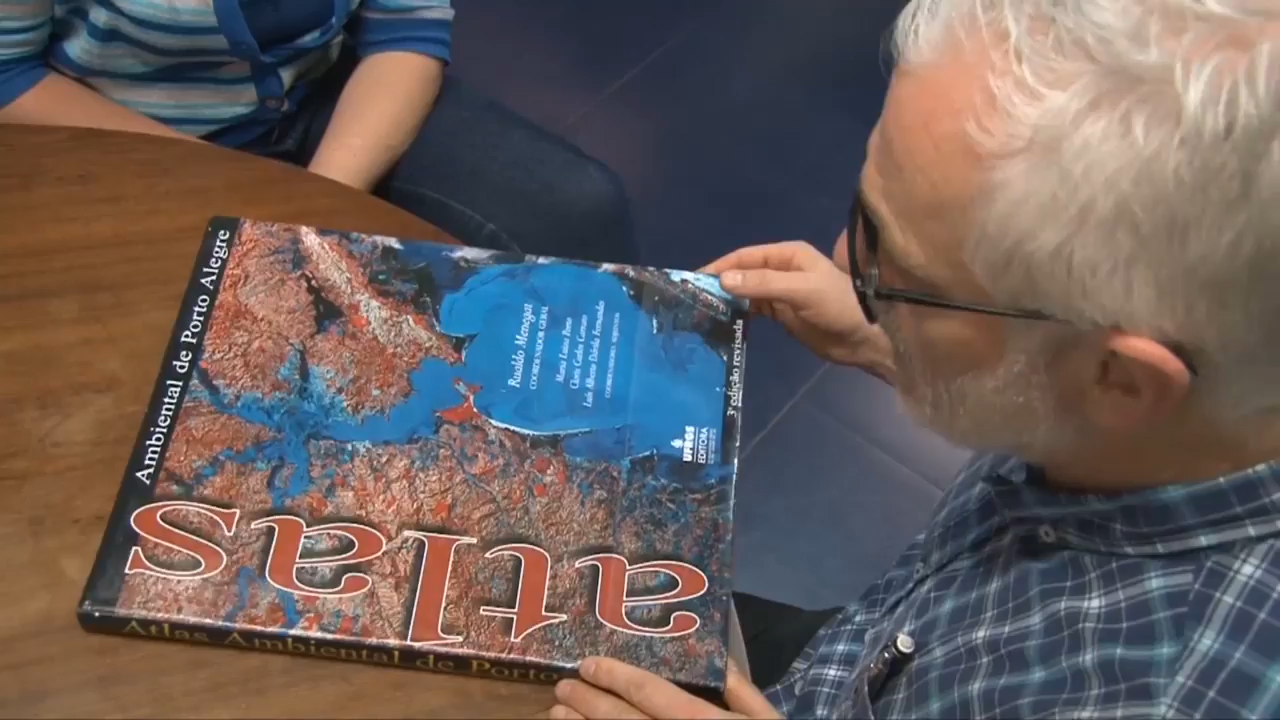 atlas
Ambiental de Porto Alegre
Rualdo Menegat
COORDENADOR GERAL
Maria Luiza Porto
Clovis Carlos Carraro
Luís Alberto Dávila Fernandes
COORDENADORES ADJUNTOS
3ª edição revisada
UFRGS
EDITORA
Atlas Ambiental de Porto